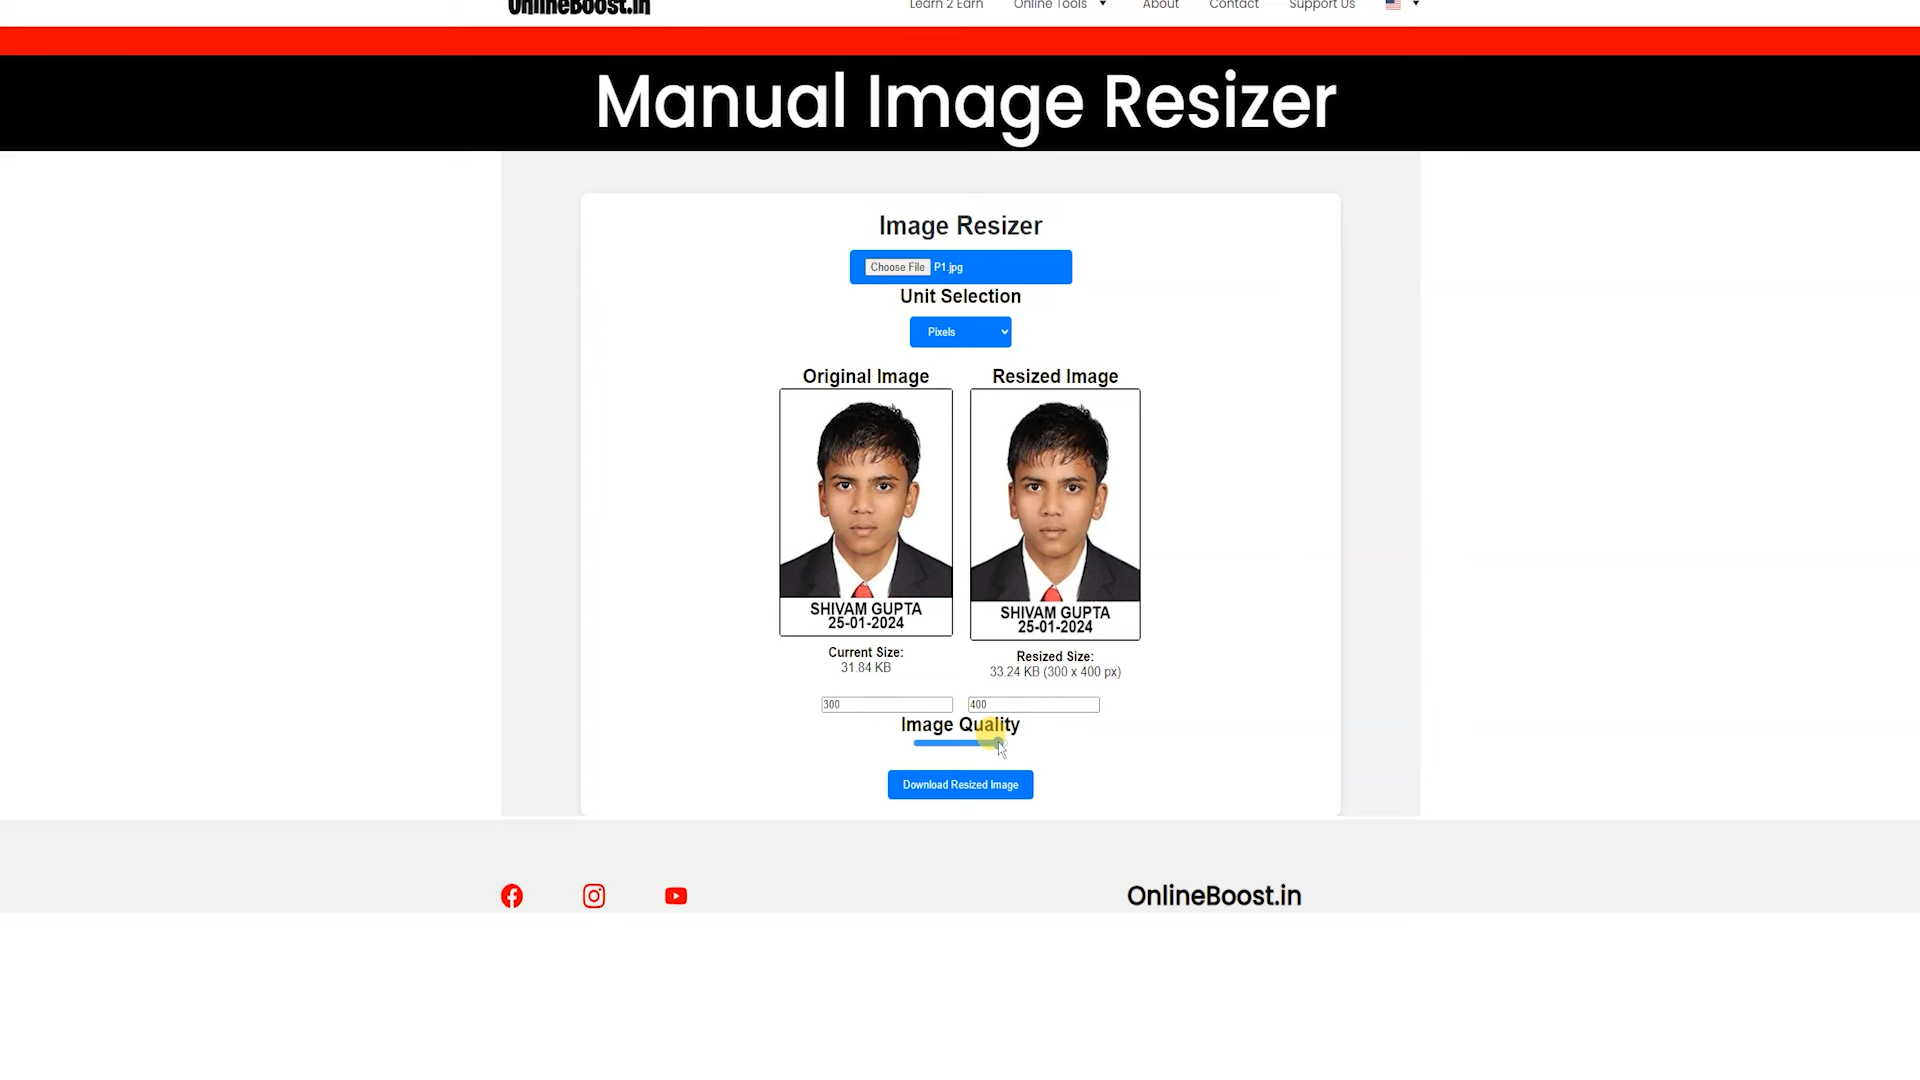 OnlineBoost.in
Learn 2 Earn
Online Tools
About
Contact
Support Us
Manual Image Resizer
Image Resizer
Choose File P1.jpg
Unit Selection
Pixels
Original Image
Resized Image
SHIVAM GUPTA
25-01-2024
SHIVAM GUPTA
25-01-2024
Current Size:
31.84 KB
Resized Size:
33.24 KB (300 x 400 px)
300
400
Image Quality
Download Resized Image
OnlineBoost.in